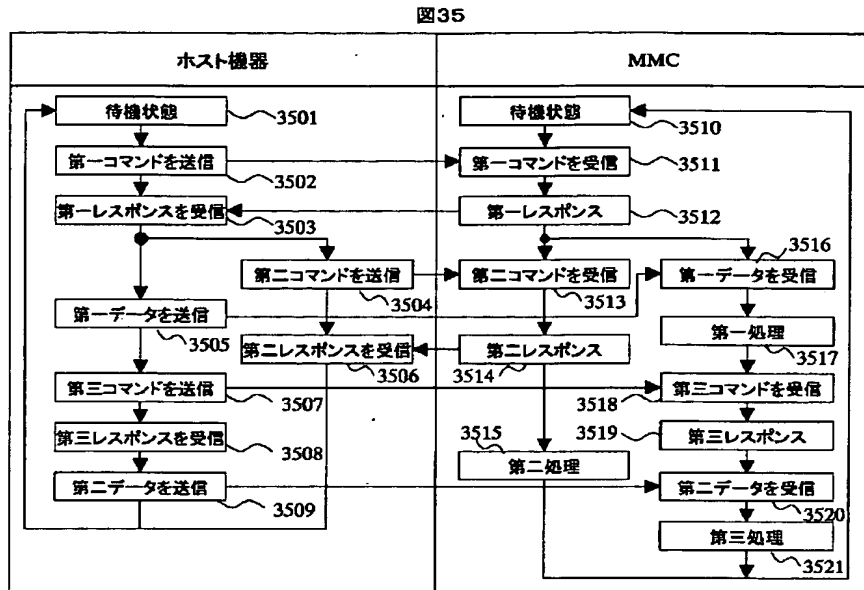 図35
ホスト機器
MMC
待機状態
3501
第一コマンドを送信
3502
第一レスポンスを受信
3503
第二コマンドを送信
3504
第一データを送信
3505
第二レスポンスを受信
3506
第三コマンドを送信
3507
第三レスポンスを受信
3508
第二データを送信
3509
待機状態
3510
第一コマンドを受信
3511
第一レスポンス
3512
第二コマンドを受信
3513
第二レスポンス
3514
3515
第二処理
3516
第一データを受信
第一処理
3517
第三コマンドを受信
3518
3519
第三レスポンス
第二データを受信
3520
第三処理
3521